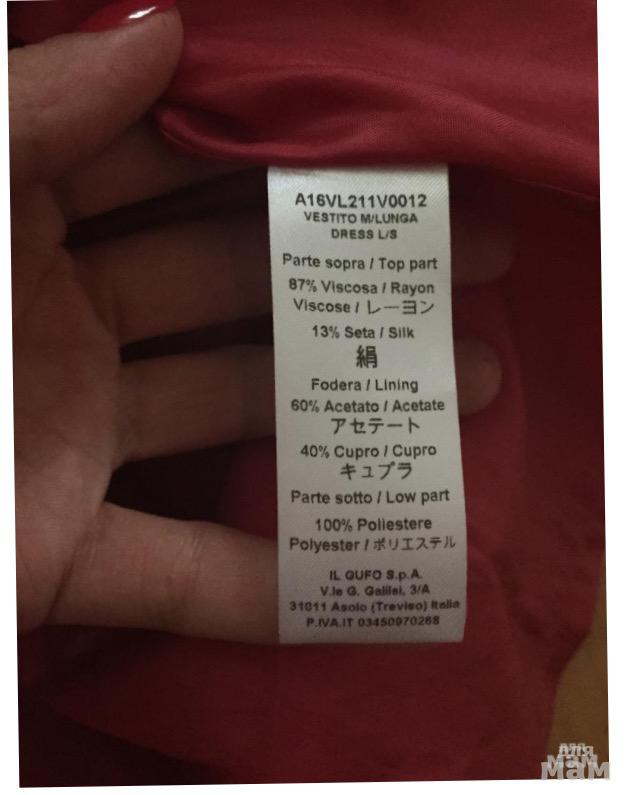 A16VL211V0012
VESTITO M/LUNGA
DRESS L/S
Parte sopra / Top part
87% Viscosa / Rayon
Viscose / レーヨン
13% Seta / Silk
絹
Fodera / Lining
60% Acetato / Acetate
アセテート
40% Cupro / Cupro
キュプラ
Parte sotto / Low part
100% Poliestere
Polyester / ポリエステル
IL GUFO S.p.A.
V.le G. Galilei, 3/A
31011 Asolo (Treviso) Italia
P.IVA.IT 03450970268
для
мам